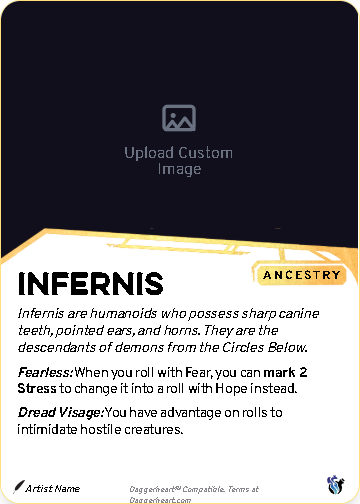 Upload Custom
Image
ANCESTRY
INFERNIS
Infernis are humanoids who possess sharp canine
teeth, pointed ears, and horns. They are the
descendants of demons from the Circles Below.
Fearless: When you roll with Fear, you can mark 2
Stress to change it into a roll with Hope instead.
Dread Visage: You have advantage on rolls to
intimidate hostile creatures.
Artist Name
Daggerheart™ Compatible. Terms at
Daggerheart.com